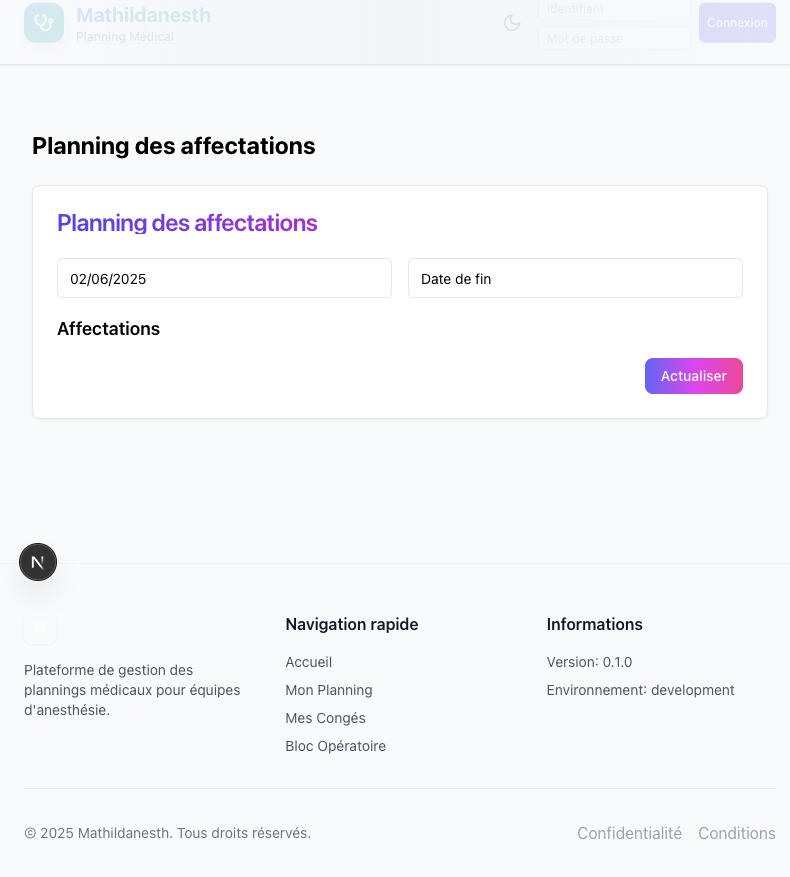 Mathildanesth
Planning Médical
Identifiant
Mot de passe
Connexion
Planning des affectations
Planning des affectations
02/06/2025
Date de fin
Affectations
Actualiser
N
M
Plateforme de gestion des
plannings médicaux pour équipes
d'anesthésie.
Navigation rapide
Accueil
Mon Planning
Mes Congés
Bloc Opératoire
Informations
Version: 0.1.0
Environnement: development
© 2025 Mathildanesth. Tous droits réservés.
Confidentialité
Conditions